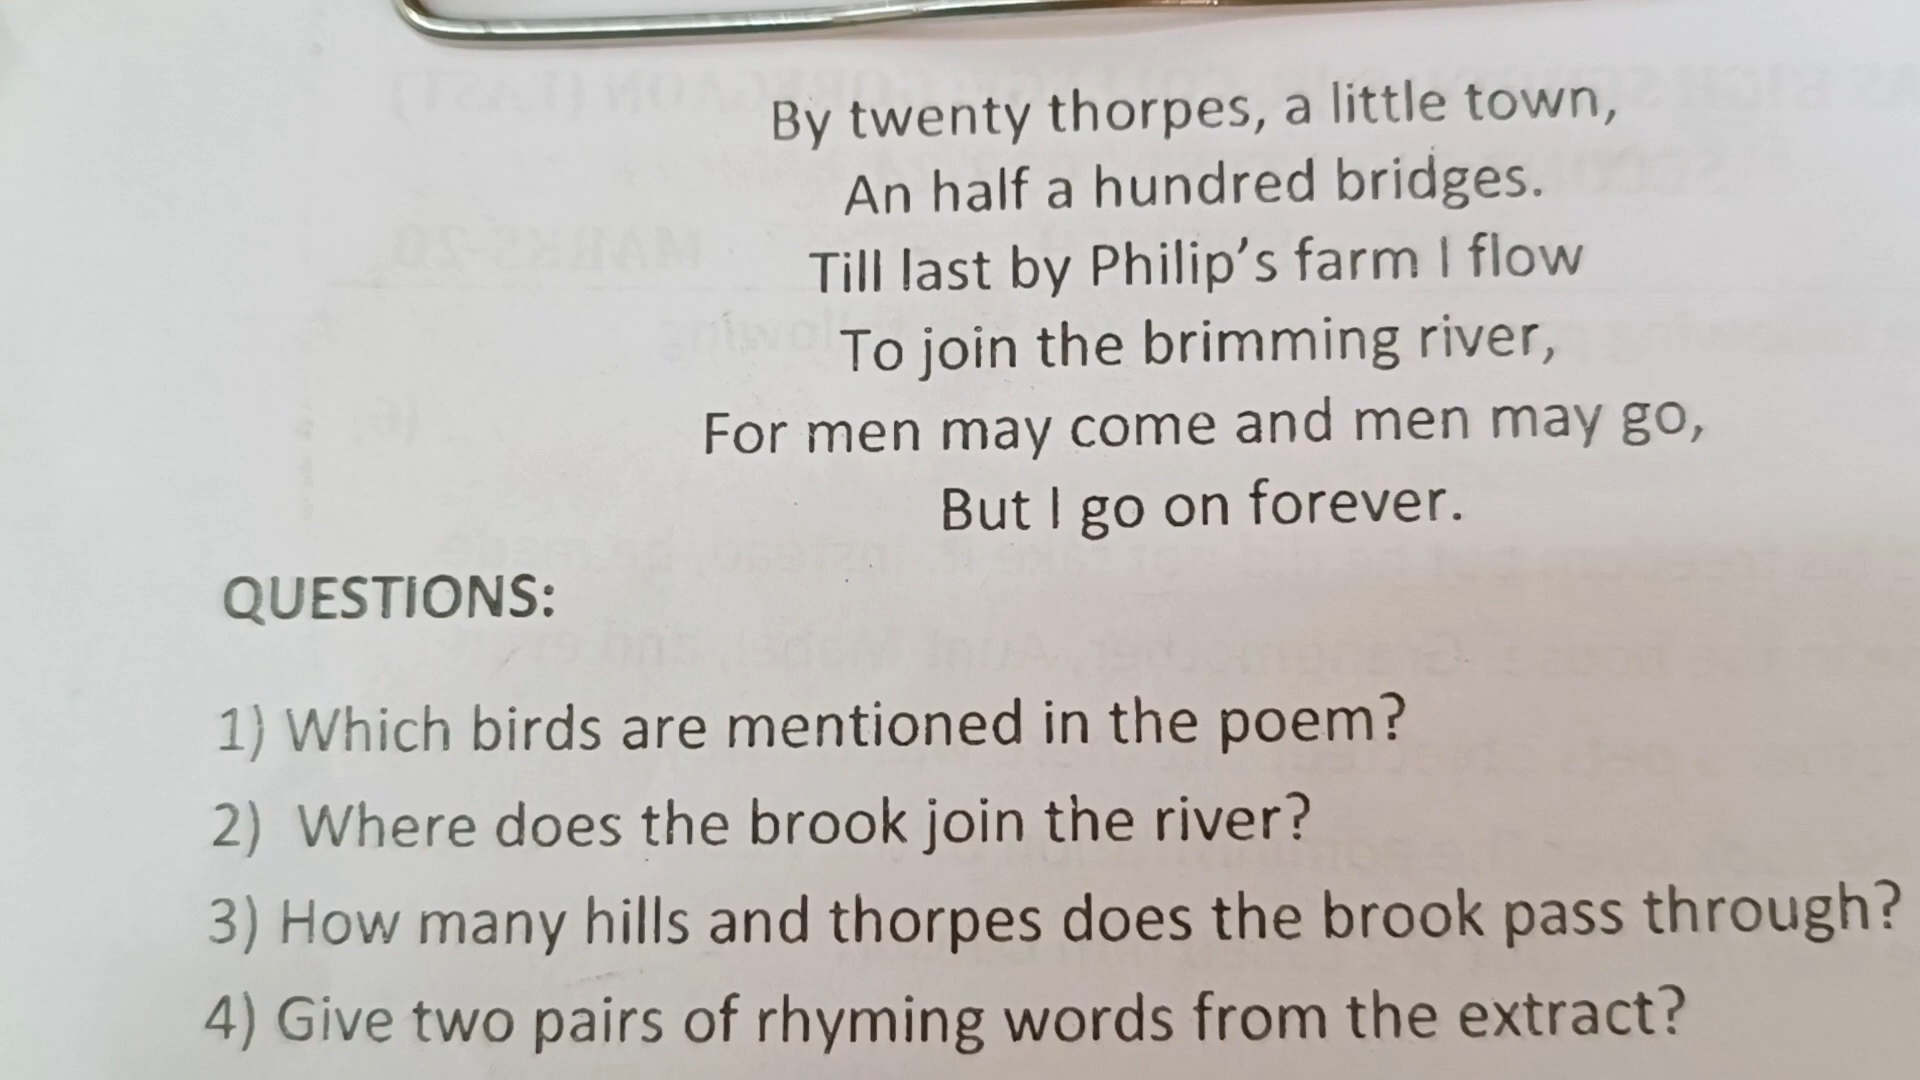 By twenty thorpes, a little town,
An half a hundred bridges.
Till last by Philip's farm I flow
To join the brimming river,
For men may come and men may go,
But I go on forever.
QUESTIONS:
1) Which birds are mentioned in the poem?
2) Where does the brook join the river?
3) How many hills and thorpes does the brook pass through?
4) Give two pairs of rhyming words from the extract?